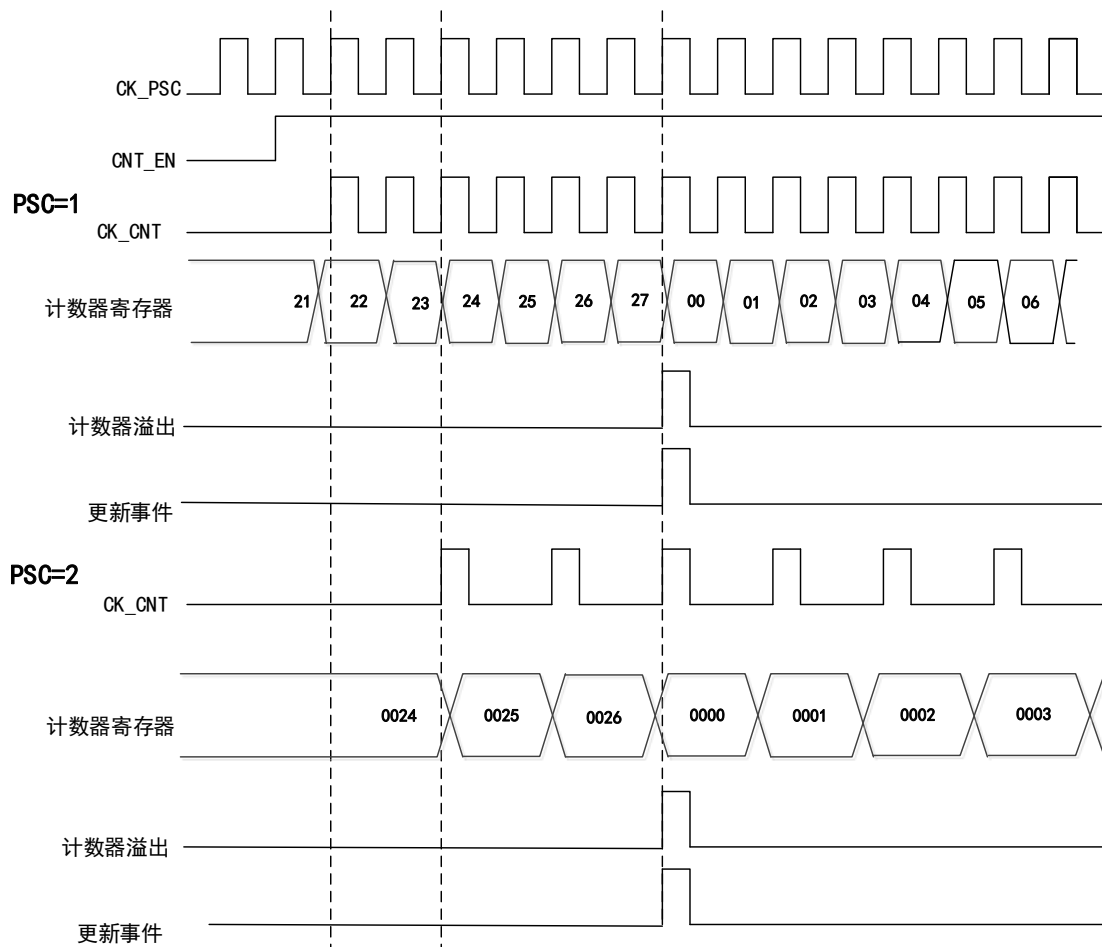 CK_PSC
CNT_EN
PSC=1
CK_CNT
计数器寄存器 21 22 23 24 25 26 27 00 01 02 03 04 05 06
计数器溢出
更新事件
PSC=2
CK_CNT
计数器寄存器 0024 0025 0026 0000 0001 0002 0003
计数器溢出
更新事件